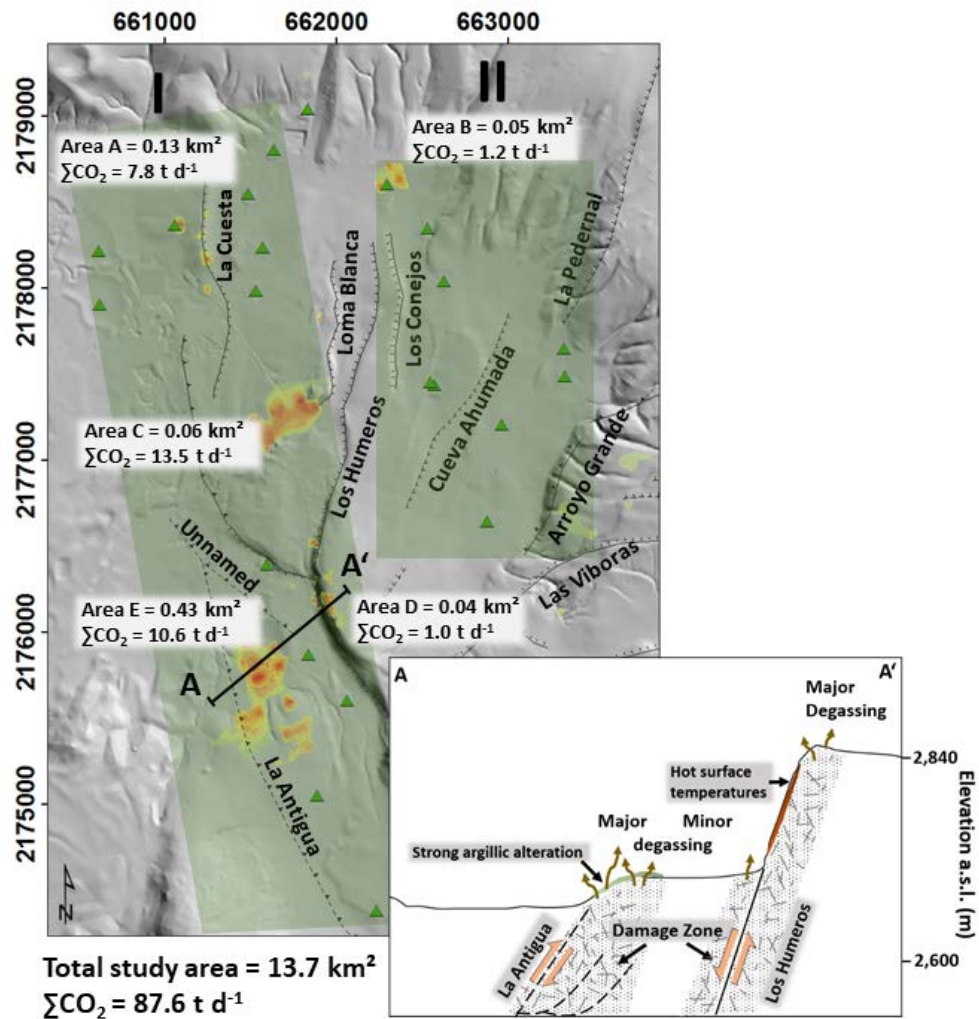 661000 662000 663000
2179000
2178000
2177000
2176000
2175000
I
II
Area A = 0.13 km²
∑CO₂ = 7.8 t d⁻¹
Area B = 0.05 km²
∑CO₂ = 1.2 t d⁻¹
La Cuesta
Loma Blanca
Los Humeros
Los Conejos
Cueva Ahumada
La Pedernal
Arroyo Grande
Las Viboras
Area C = 0.06 km²
∑CO₂ = 13.5 t d⁻¹
Unnamed
A
A‘
Area E = 0.43 km²
∑CO₂ = 10.6 t d⁻¹
Area D = 0.04 km²
∑CO₂ = 1.0 t d⁻¹
La Antigua
N
Total study area = 13.7 km²
∑CO₂ = 87.6 t d⁻¹
A
A‘
Major
Degassing
Hot surface
temperatures
Major Minor
degassing
Strong argillic alteration
Damage Zone
La Antigua
Los Humeros
2,840
2,600
Elevation a.s.l. (m)